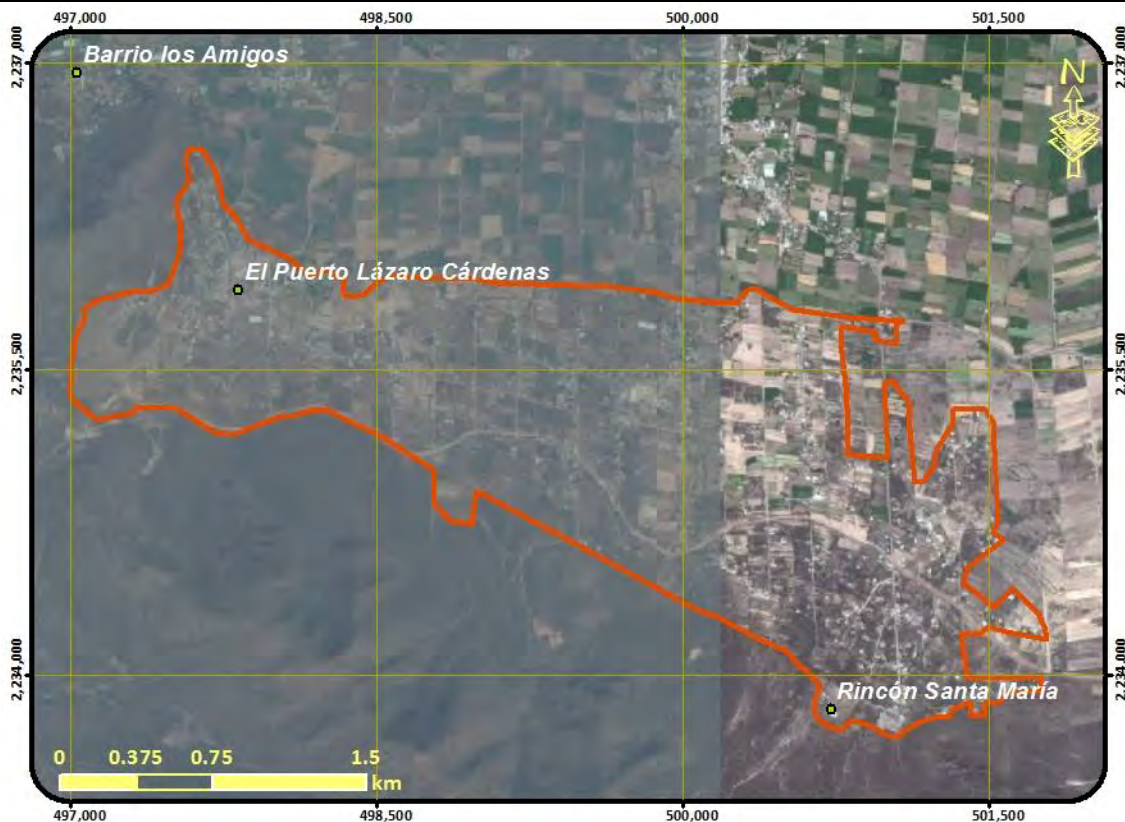 497,000 498,500 500,000 501,500
2,237,000 2,237,000
Barrio los Amigos
N
El Puerto Lázaro Cárdenas
2,235,500 2,235,500
2,234,000 2,234,000
Rincón Santa María
0 0.375 0.75 1.5
km
497,000 498,500 500,000 501,500